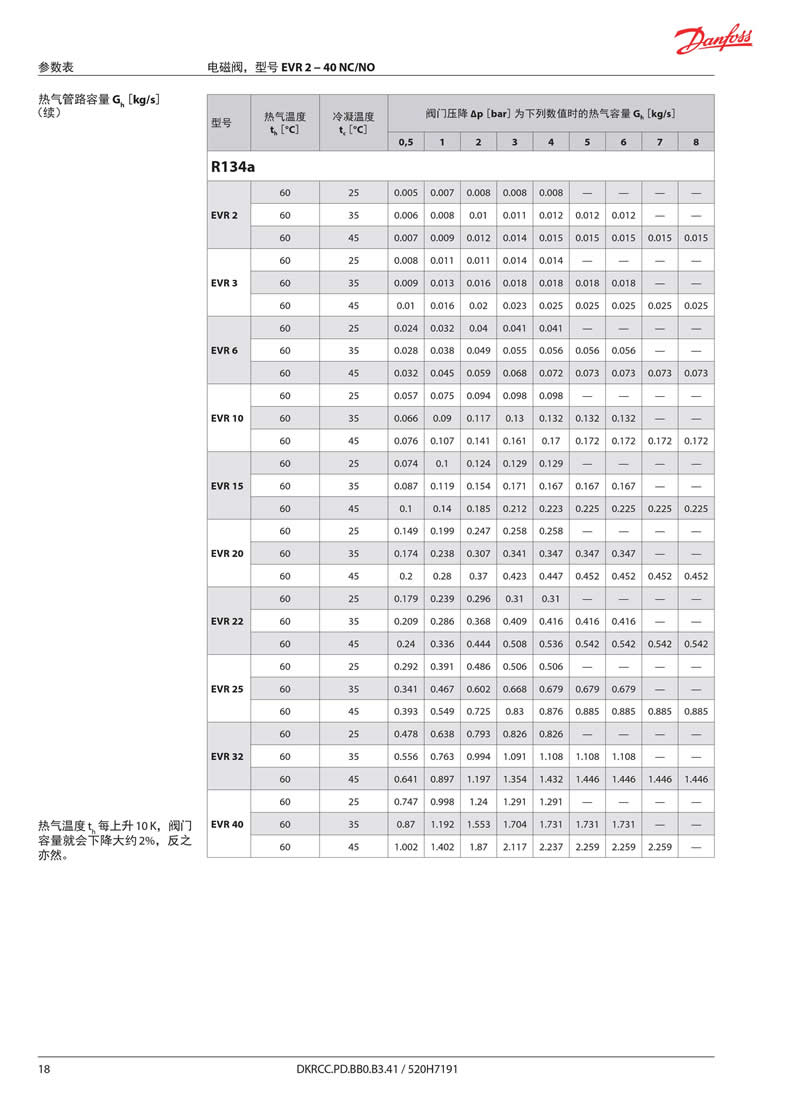 Danfoss
参数表 电磁阀，型号 EVR 2 – 40 NC/NO
热气管路容量 Gh [kg/s]
（续）
型号 热气温度 th [°C] 冷凝温度 tc [°C] 阀门压降 Δp [bar] 为下列数值时的热气容量 Gh [kg/s]
0,5 1 2 3 4 5 6 7 8
R134a
EVR 2
60 25 0.005 0.007 0.008 0.008 0.008 — — — —
60 35 0.006 0.008 0.01 0.011 0.012 0.012 0.012 — —
60 45 0.007 0.009 0.012 0.014 0.015 0.015 0.015 0.015 0.015
EVR 3
60 25 0.008 0.011 0.011 0.014 0.014 — — — —
60 35 0.009 0.013 0.016 0.018 0.018 0.018 0.018 — —
60 45 0.01 0.016 0.02 0.023 0.025 0.025 0.025 0.025 0.025
EVR 6
60 25 0.024 0.032 0.04 0.041 0.041 — — — —
60 35 0.028 0.038 0.049 0.055 0.056 0.056 0.056 — —
60 45 0.032 0.045 0.059 0.068 0.072 0.073 0.073 0.073 0.073
EVR 10
60 25 0.057 0.075 0.094 0.098 0.098 — — — —
60 35 0.066 0.09 0.117 0.13 0.132 0.132 0.132 — —
60 45 0.076 0.107 0.141 0.161 0.17 0.172 0.172 0.172 0.172
EVR 15
60 25 0.074 0.1 0.124 0.129 0.129 — — — —
60 35 0.087 0.119 0.154 0.171 0.167 0.167 0.167 — —
60 45 0.1 0.14 0.185 0.212 0.223 0.225 0.225 0.225 0.225
EVR 20
60 25 0.149 0.199 0.247 0.258 0.258 — — — —
60 35 0.174 0.238 0.307 0.341 0.347 0.347 0.347 — —
60 45 0.2 0.28 0.37 0.423 0.447 0.452 0.452 0.452 0.452
EVR 22
60 25 0.179 0.239 0.296 0.31 0.31 — — — —
60 35 0.209 0.286 0.368 0.409 0.416 0.416 0.416 — —
60 45 0.24 0.336 0.444 0.508 0.536 0.542 0.542 0.542 0.542
EVR 25
60 25 0.292 0.391 0.486 0.506 0.506 — — — —
60 35 0.341 0.467 0.602 0.668 0.679 0.679 0.679 — —
60 45 0.393 0.549 0.725 0.83 0.876 0.885 0.885 0.885 0.885
EVR 32
60 25 0.478 0.638 0.793 0.826 0.826 — — — —
60 35 0.556 0.763 0.994 1.091 1.108 1.108 1.108 — —
60 45 0.641 0.897 1.197 1.354 1.432 1.446 1.446 1.446 1.446
EVR 40
60 25 0.747 0.998 1.24 1.291 1.291 — — — —
60 35 0.87 1.192 1.553 1.704 1.731 1.731 1.731 — —
60 45 1.002 1.402 1.87 2.117 2.237 2.259 2.259 2.259 —
热气温度 th 每上升 10 K，阀门
容量就会下降大约 2%，反之
亦然。
18 DKRCC.PD.BB0.B3.41 / 520H7191